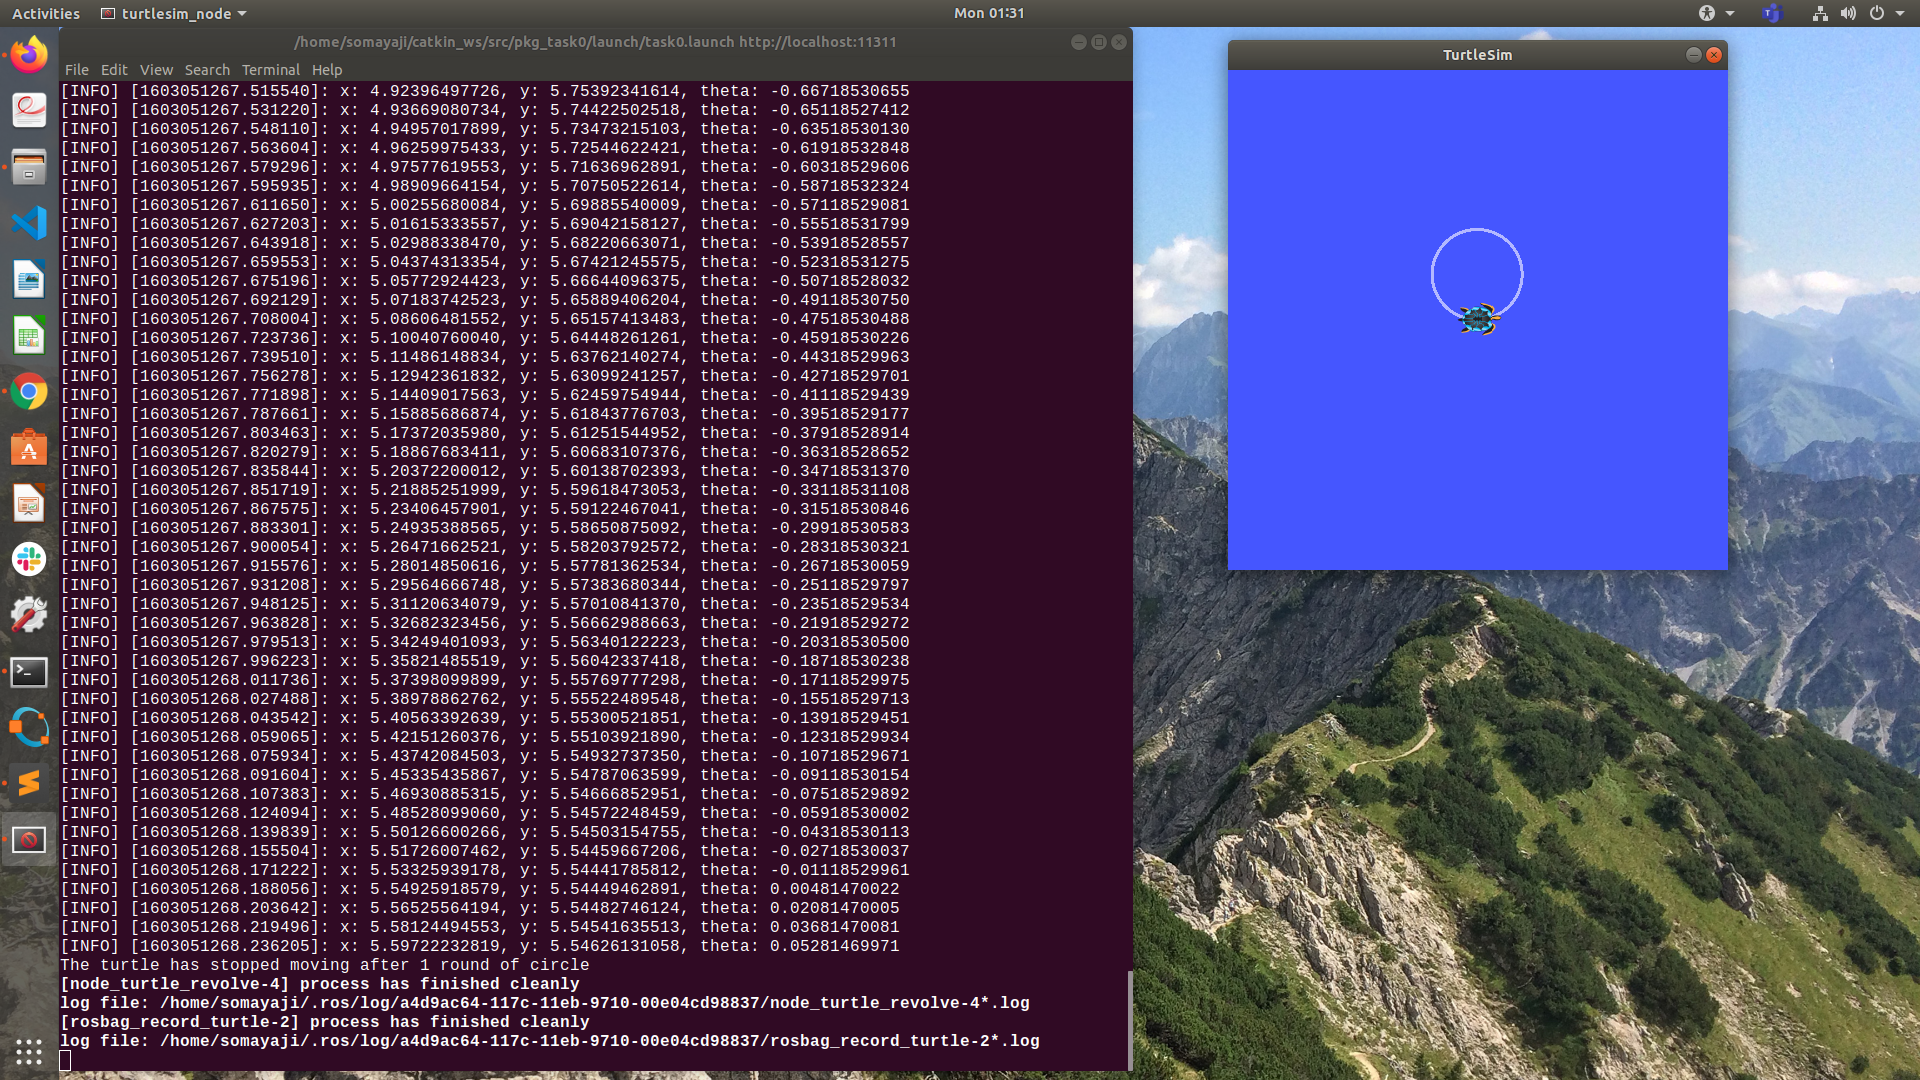 Activities
turtlesim_node
Mon 01:31
/home/somayaji/catkin_ws/src/pkg_task0/launch/task0.launch http://localhost:11311
File Edit View Search Terminal Help
[INFO] [1603051267.515540]: x: 4.92396497726, y: 5.75392341614, theta: -0.66718530655
[INFO] [1603051267.531220]: x: 4.93669080734, y: 5.74422502518, theta: -0.65118527412
[INFO] [1603051267.548110]: x: 4.94957017899, y: 5.73473215103, theta: -0.63518530130
[INFO] [1603051267.563604]: x: 4.96259975433, y: 5.72544622421, theta: -0.61918532848
[INFO] [1603051267.579296]: x: 4.97577619553, y: 5.71636962891, theta: -0.60318529606
[INFO] [1603051267.595935]: x: 4.98909664154, y: 5.70750522614, theta: -0.58718532324
[INFO] [1603051267.611650]: x: 5.00255680084, y: 5.69885540009, theta: -0.57118529081
[INFO] [1603051267.627203]: x: 5.01615333557, y: 5.69042158127, theta: -0.55518531799
[INFO] [1603051267.643918]: x: 5.02988338470, y: 5.68220663071, theta: -0.53918528557
[INFO] [1603051267.659553]: x: 5.04374313354, y: 5.67421245575, theta: -0.52318531275
[INFO] [1603051267.675196]: x: 5.05772924423, y: 5.66644096375, theta: -0.50718528032
[INFO] [1603051267.692129]: x: 5.07183742523, y: 5.65889406204, theta: -0.49118530750
[INFO] [1603051267.708004]: x: 5.08606481552, y: 5.65157413483, theta: -0.47518530488
[INFO] [1603051267.723736]: x: 5.10040760040, y: 5.64448261261, theta: -0.45918530226
[INFO] [1603051267.739510]: x: 5.11486148834, y: 5.63762140274, theta: -0.44318529963
[INFO] [1603051267.756278]: x: 5.12942361832, y: 5.63099241257, theta: -0.42718529701
[INFO] [1603051267.771898]: x: 5.14409017563, y: 5.62459754944, theta: -0.41118529439
[INFO] [1603051267.787661]: x: 5.15885686874, y: 5.61843776703, theta: -0.39518529177
[INFO] [1603051267.803463]: x: 5.17372035980, y: 5.61251544952, theta: -0.37918528914
[INFO] [1603051267.820279]: x: 5.18867683411, y: 5.60683107376, theta: -0.36318528652
[INFO] [1603051267.835844]: x: 5.20372200012, y: 5.60138702393, theta: -0.34718531370
[INFO] [1603051267.851719]: x: 5.21885251999, y: 5.59618473053, theta: -0.33118531108
[INFO] [1603051267.867575]: x: 5.23406457901, y: 5.59122467041, theta: -0.31518530846
[INFO] [1603051267.883301]: x: 5.24935388565, y: 5.58650875092, theta: -0.29918530583
[INFO] [1603051267.900054]: x: 5.26471662521, y: 5.58203792572, theta: -0.28318530321
[INFO] [1603051267.915576]: x: 5.28014850616, y: 5.57781362534, theta: -0.26718530059
[INFO] [1603051267.931208]: x: 5.29564666748, y: 5.57383680344, theta: -0.25118529797
[INFO] [1603051267.948125]: x: 5.31120634079, y: 5.57010841370, theta: -0.23518529534
[INFO] [1603051267.963828]: x: 5.32682323456, y: 5.56662988663, theta: -0.21918529272
[INFO] [1603051267.979513]: x: 5.34249401093, y: 5.56340122223, theta: -0.20318530500
[INFO] [1603051267.996223]: x: 5.35821485519, y: 5.56042337418, theta: -0.18718530238
[INFO] [1603051268.011736]: x: 5.37398099899, y: 5.55769777298, theta: -0.17118529975
[INFO] [1603051268.027488]: x: 5.38978862762, y: 5.55522489548, theta: -0.15518529713
[INFO] [1603051268.043542]: x: 5.40563392639, y: 5.55300521851, theta: -0.13918529451
[INFO] [1603051268.059065]: x: 5.42151260376, y: 5.55103921890, theta: -0.12318529934
[INFO] [1603051268.075934]: x: 5.43742084503, y: 5.54932737350, theta: -0.10718529671
[INFO] [1603051268.091604]: x: 5.45335435867, y: 5.54787063599, theta: -0.09118530154
[INFO] [1603051268.107383]: x: 5.46930885315, y: 5.54666852951, theta: -0.07518529892
[INFO] [1603051268.124094]: x: 5.48528099060, y: 5.54572248459, theta: -0.05918530002
[INFO] [1603051268.139839]: x: 5.50126600266, y: 5.54503154755, theta: -0.04318530113
[INFO] [1603051268.155504]: x: 5.51726007462, y: 5.54459667206, theta: -0.02718530037
[INFO] [1603051268.171222]: x: 5.53325939178, y: 5.54441785812, theta: -0.01118529961
[INFO] [1603051268.188056]: x: 5.54925918579, y: 5.54449462891, theta: 0.00481470022
[INFO] [1603051268.203642]: x: 5.56525564194, y: 5.54482746124, theta: 0.02081470005
[INFO] [1603051268.219496]: x: 5.58124494553, y: 5.54541635513, theta: 0.03681470081
[INFO] [1603051268.236205]: x: 5.59722232819, y: 5.54626131058, theta: 0.05281469971
The turtle has stopped moving after 1 round of circle
[node_turtle_revolve-4] process has finished cleanly
log file: /home/somayaji/.ros/log/a4d9ac64-117c-11eb-9710-00e04cd98837/node_turtle_revolve-4*.log
[rosbag_record_turtle-2] process has finished cleanly
log file: /home/somayaji/.ros/log/a4d9ac64-117c-11eb-9710-00e04cd98837/rosbag_record_turtle-2*.log
TurtleSim